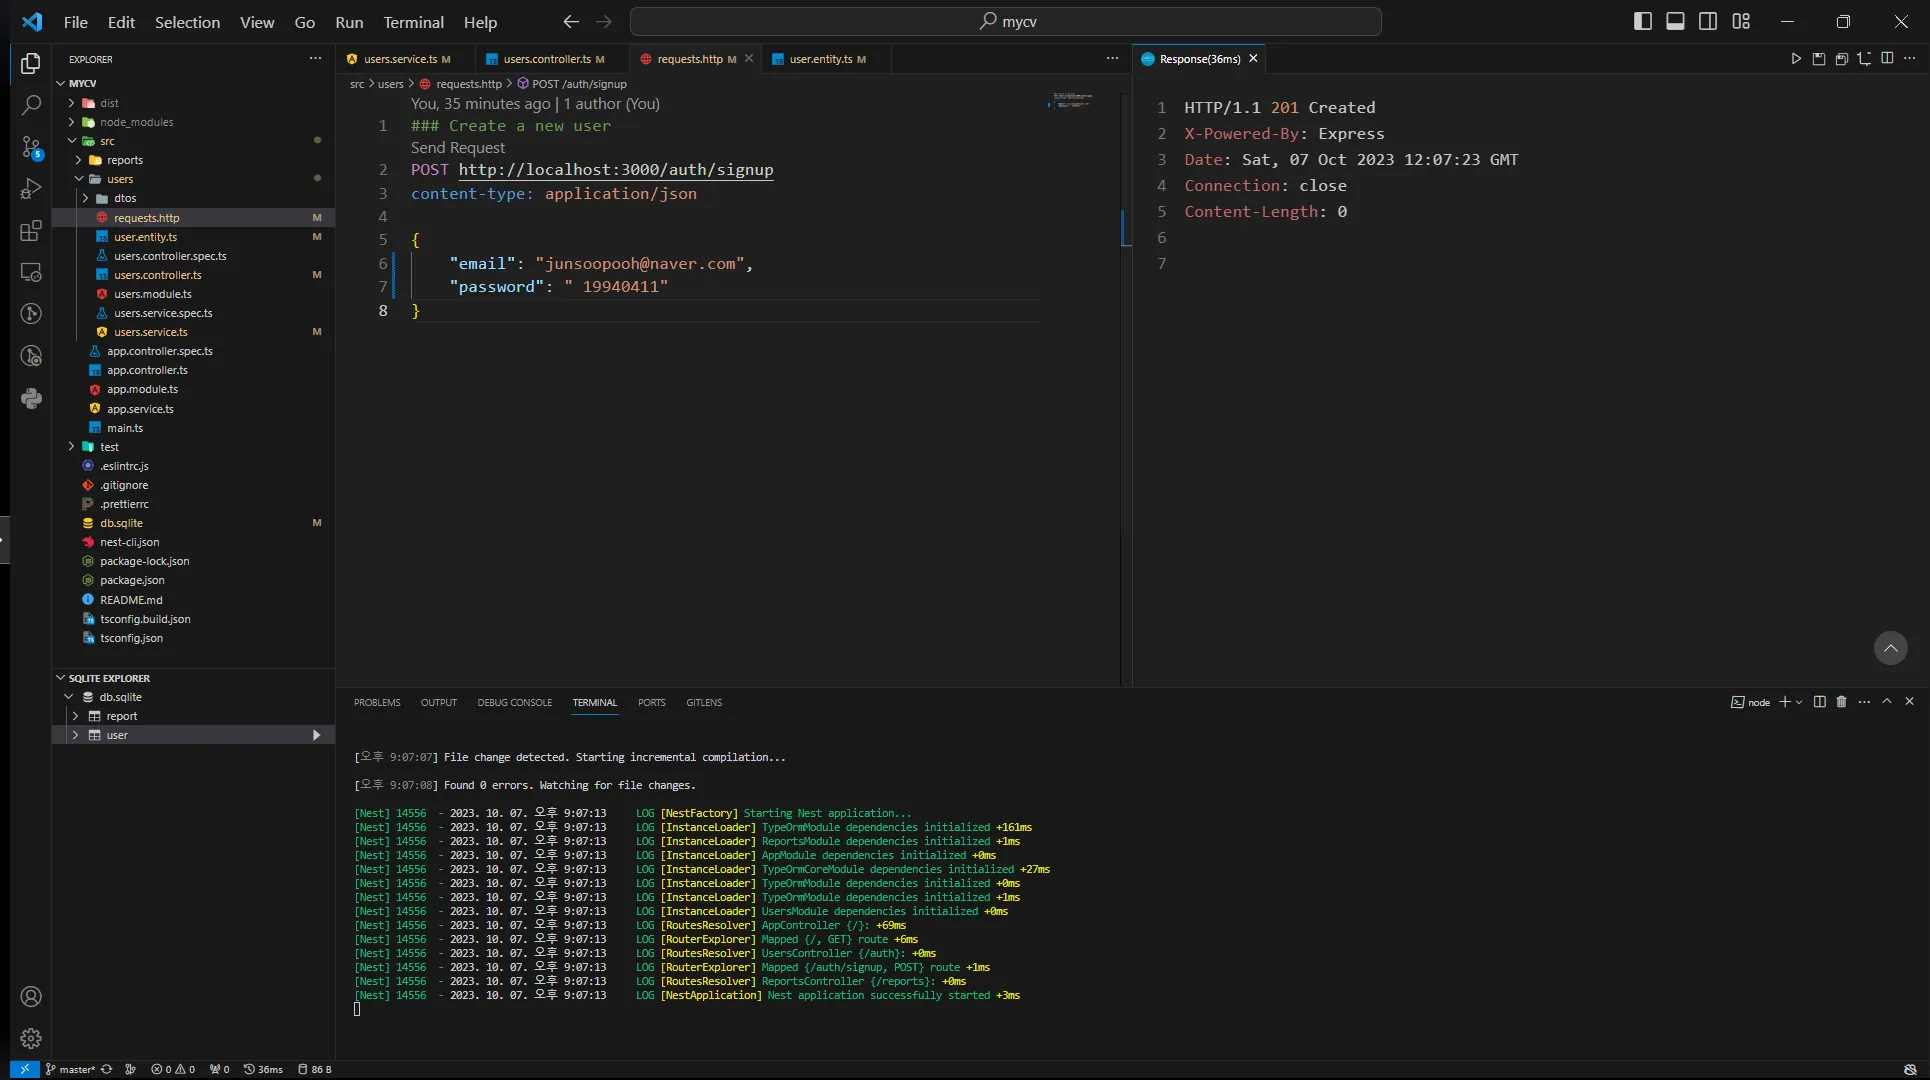 File Edit Selection View Go Run Terminal Help
mycv
EXPLORER
MYCV
dist
node_modules
src
reports
users
dtos
requests.http M
user.entity.ts M
users.controller.spec.ts
users.controller.ts M
users.module.ts
users.service.spec.ts
users.service.ts M
app.controller.spec.ts
app.controller.ts
app.module.ts
app.service.ts
main.ts
test
.eslintrc.js
.gitignore
.prettierrc
db.sqlite M
nest-cli.json
package-lock.json
package.json
README.md
tsconfig.build.json
tsconfig.json
SQLITE EXPLORER
db.sqlite
report
user
users.service.ts M users.controller.ts M requests.http M user.entity.ts M
src > users > requests.http > POST /auth/signup
You, 35 minutes ago | 1 author (You)
1 ### Create a new user
Send Request
2 POST http://localhost:3000/auth/signup
3 content-type: application/json
4
5 {
6 "email": "junsoopooh@naver.com",
7 "password": " 19940411"
8 }
Response(36ms)
1 HTTP/1.1 201 Created
2 X-Powered-By: Express
3 Date: Sat, 07 Oct 2023 12:07:23 GMT
4 Connection: close
5 Content-Length: 0
6
7
PROBLEMS OUTPUT DEBUG CONSOLE TERMINAL PORTS GITLENS
node
[오후 9:07:07] File change detected. Starting incremental compilation...
[오후 9:07:08] Found 0 errors. Watching for file changes.
[Nest] 14556 - 2023. 10. 07. 오후 9:07:13 LOG [NestFactory] Starting Nest application...
[Nest] 14556 - 2023. 10. 07. 오후 9:07:13 LOG [InstanceLoader] TypeOrmModule dependencies initialized +161ms
[Nest] 14556 - 2023. 10. 07. 오후 9:07:13 LOG [InstanceLoader] ReportsModule dependencies initialized +1ms
[Nest] 14556 - 2023. 10. 07. 오후 9:07:13 LOG [InstanceLoader] AppModule dependencies initialized +0ms
[Nest] 14556 - 2023. 10. 07. 오후 9:07:13 LOG [InstanceLoader] TypeOrmCoreModule dependencies initialized +27ms
[Nest] 14556 - 2023. 10. 07. 오후 9:07:13 LOG [InstanceLoader] TypeOrmModule dependencies initialized +0ms
[Nest] 14556 - 2023. 10. 07. 오후 9:07:13 LOG [InstanceLoader] TypeOrmModule dependencies initialized +1ms
[Nest] 14556 - 2023. 10. 07. 오후 9:07:13 LOG [InstanceLoader] UsersModule dependencies initialized +0ms
[Nest] 14556 - 2023. 10. 07. 오후 9:07:13 LOG [RoutesResolver] AppController {/}: +69ms
[Nest] 14556 - 2023. 10. 07. 오후 9:07:13 LOG [RouterExplorer] Mapped {/, GET} route +6ms
[Nest] 14556 - 2023. 10. 07. 오후 9:07:13 LOG [RoutesResolver] UsersController {/auth}: +0ms
[Nest] 14556 - 2023. 10. 07. 오후 9:07:13 LOG [RouterExplorer] Mapped {/auth/signup, POST} route +1ms
[Nest] 14556 - 2023. 10. 07. 오후 9:07:13 LOG [RoutesResolver] ReportsController {/reports}: +0ms
[Nest] 14556 - 2023. 10. 07. 오후 9:07:13 LOG [NestApplication] Nest application successfully started +3ms
5
master* 0 0 0 36ms 86 B